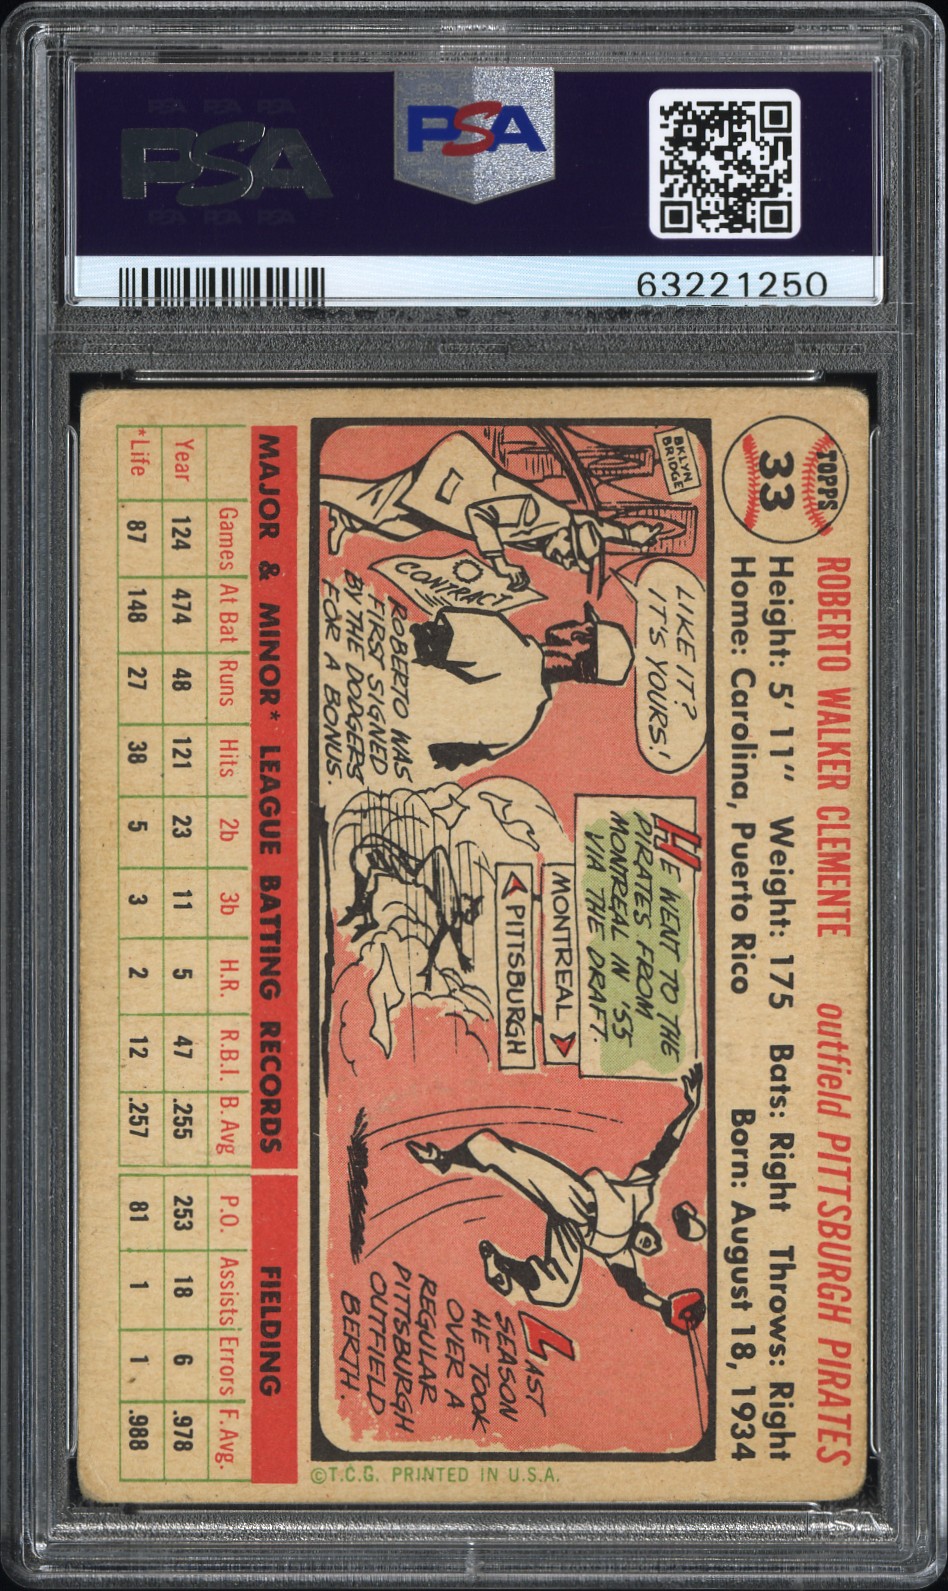 PSA
PSA
63221250
TOPPS
33
ROBERTO WALKER CLEMENTE outfield PITTSBURGH PIRATES
Height: 5' 11" Weight: 175 Bats: Right Throws: Right
Home: Carolina, Puerto Rico Born: August 18, 1934
BKLYN
BRIDGE
LIKE IT?
IT'S YOURS!
CONTRACT
ROBERTO WAS
FIRST SIGNED
BY THE DODGERS
FOR A BONUS.
HE WENT TO THE
PIRATES FROM
MONTREAL IN '55
VIA THE DRAFT.
MONTREAL
PITTSBURGH
LAST
SEASON
HE TOOK
OVER A
REGULAR
PITTSBURGH
OUTFIELD
BERTH.
©T.C.G. PRINTED IN U.S.A.
MAJOR & MINOR* LEAGUE BATTING RECORDS FIELDING
Games At Bat Runs Hits 2b 3b H.R. R.B.I. B. Avg P.O. Assists Errors F. Avg.
Year 124 474 48 121 23 11 5 47 .255 253 18 6 .978
*Life 87 148 27 38 5 3 2 12 .257 81 1 1 .988